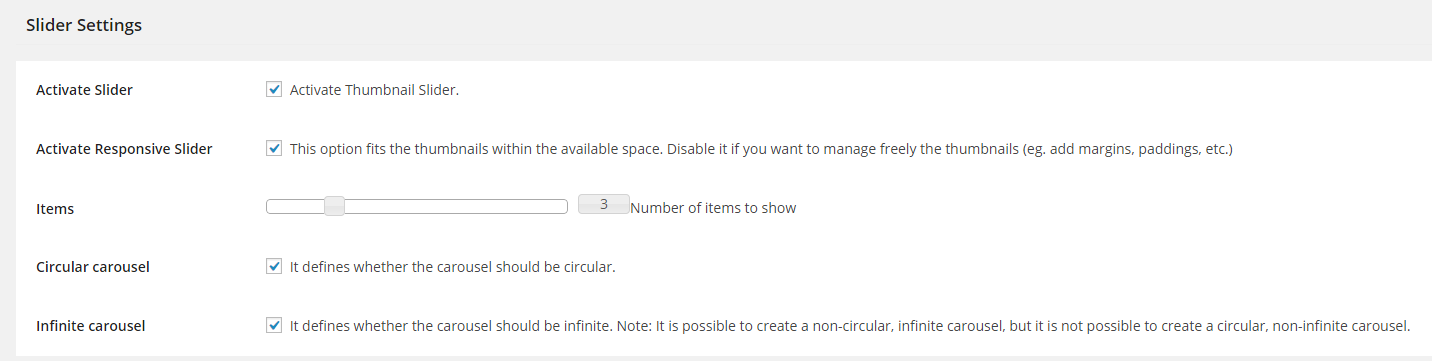 Slider Settings
Activate Slider Activate Thumbnail Slider.
Activate Responsive Slider This option fits the thumbnails within the available space. Disable it if you want to manage freely the thumbnails (eg. add margins, paddings, etc.)
Items 3 Number of items to show
Circular carousel It defines whether the carousel should be circular.
Infinite carousel It defines whether the carousel should be infinite. Note: It is possible to create a non-circular, infinite carousel, but it is not possible to create a circular, non-infinite carousel.